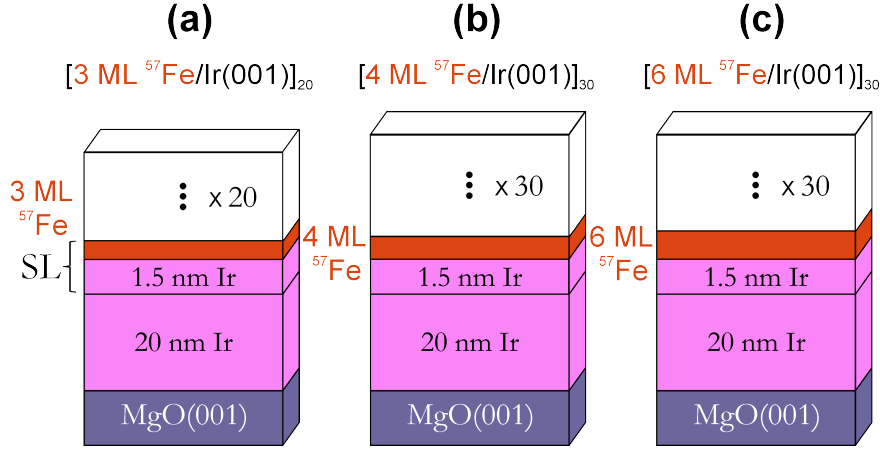 (a)
[3 ML ⁵⁷Fe/Ir(001)]₂₀
3 ML
⁵⁷Fe
⋮ x 20
SL
1.5 nm Ir
20 nm Ir
MgO(001)
(b)
[4 ML ⁵⁷Fe/Ir(001)]₃₀
4 ML
⁵⁷Fe
⋮ x 30
1.5 nm Ir
20 nm Ir
MgO(001)
(c)
[6 ML ⁵⁷Fe/Ir(001)]₃₀
6 ML
⁵⁷Fe
⋮ x 30
1.5 nm Ir
20 nm Ir
MgO(001)